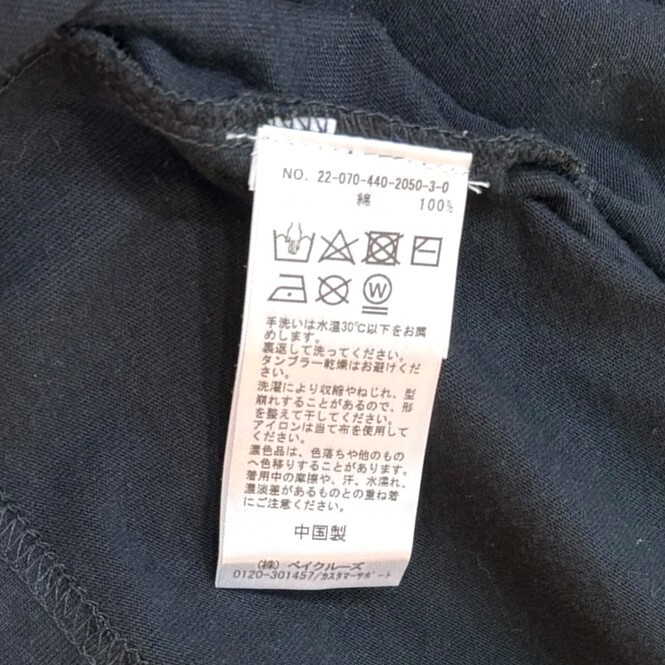 NO. 22-070-440-2050-3-0
綿 100%
W
手洗いは水温30℃以下をお薦
めします。
裏返して洗ってください。
タンブラー乾燥はお避けくだ
さい。
洗濯により収縮やねじれ、型
崩れすることがあるので、形
を整えて干してください。
アイロンは当て布を使用して
ください。
濃色品は、色落ちや他のもの
へ色移りすることがあります。
着用中の摩擦や、汗、水濡れ、
濃淡差があるものとの重ね着
にご注意ください。
中国製
(株) ベイクルーズ
0120-301457/カスタマーサポート